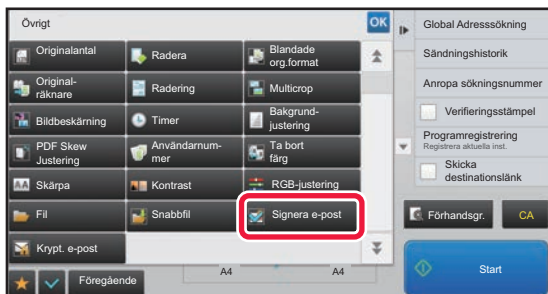 Övrigt
OK
Originalantal
Radera
Blandade
org.format
Original-
räknare
Radering
Multicrop
Bildbeskärning
Timer
Bakgrund-
justering
PDF Skew
Justering
Användarnum-
mer
Ta bort
färg
AA
Skärpa
Kontrast
RGB-justering
Fil
Snabbfil
Signera e-post
Krypt. e-post
Föregående
A4
A4
Global Adresssökning
Sändningshistorik
Anropa sökningsnummer
Verifieringsstämpel
Programregistrering
Registrera aktuella inst.
Skicka
destinationslänk
Förhandsgr.
CA
Start